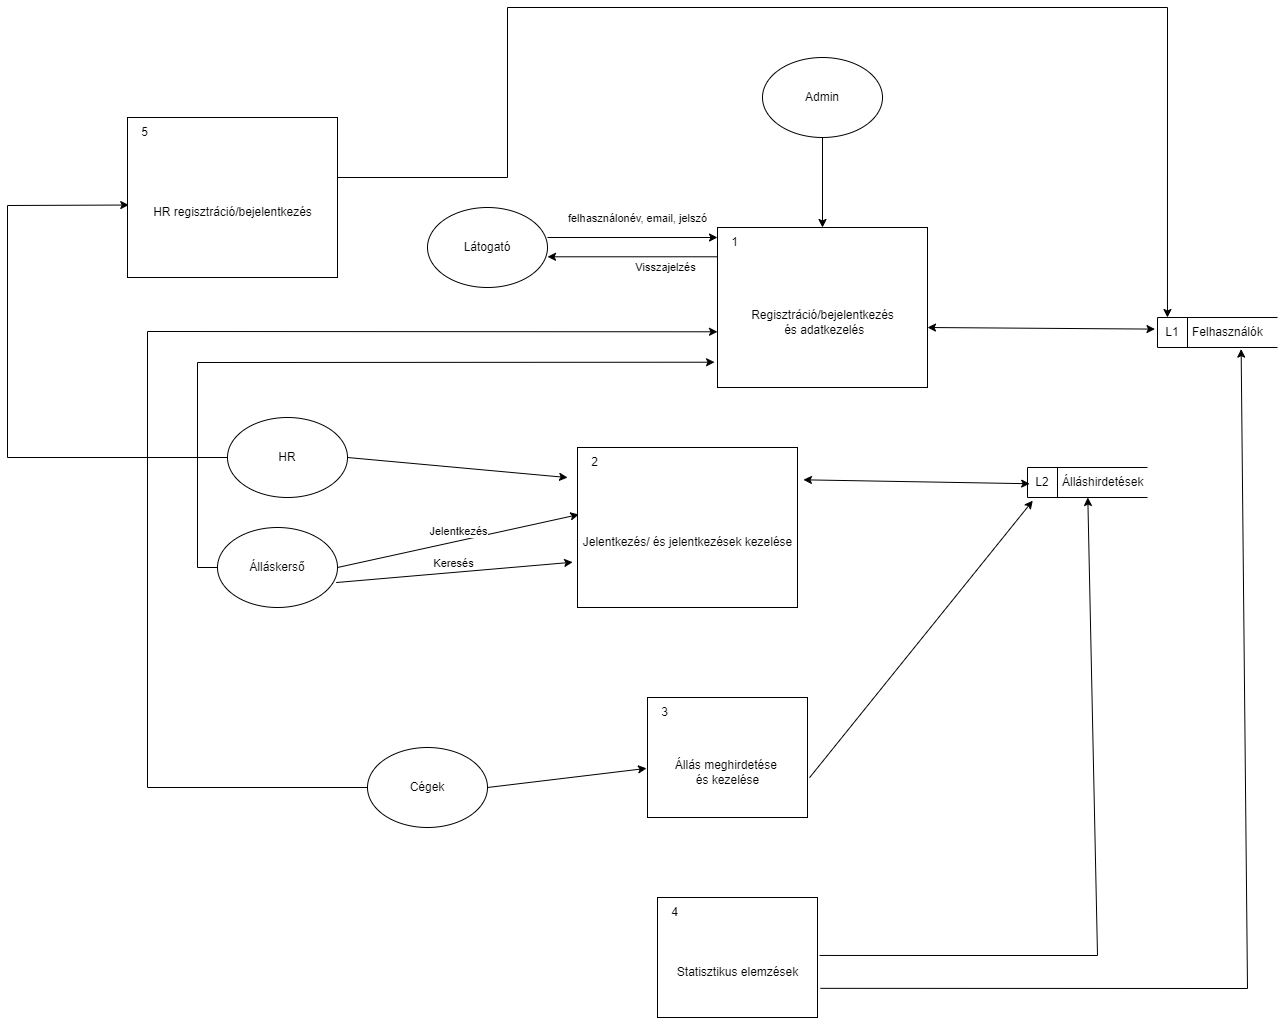 Admin
5
HR regisztráció/bejelentkezés
Látogató
felhasználonév, email, jelszó
Visszajelzés
1
Regisztráció/bejelentkezés
és adatkezelés
L1
Felhasználók
HR
2
Jelentkezés/ és jelentkezések kezelése
L2
Álláshirdetések
Álláskerső
Jelentkezés
Keresés
3
Állás meghirdetése
és kezelése
Cégek
4
Statisztikus elemzések